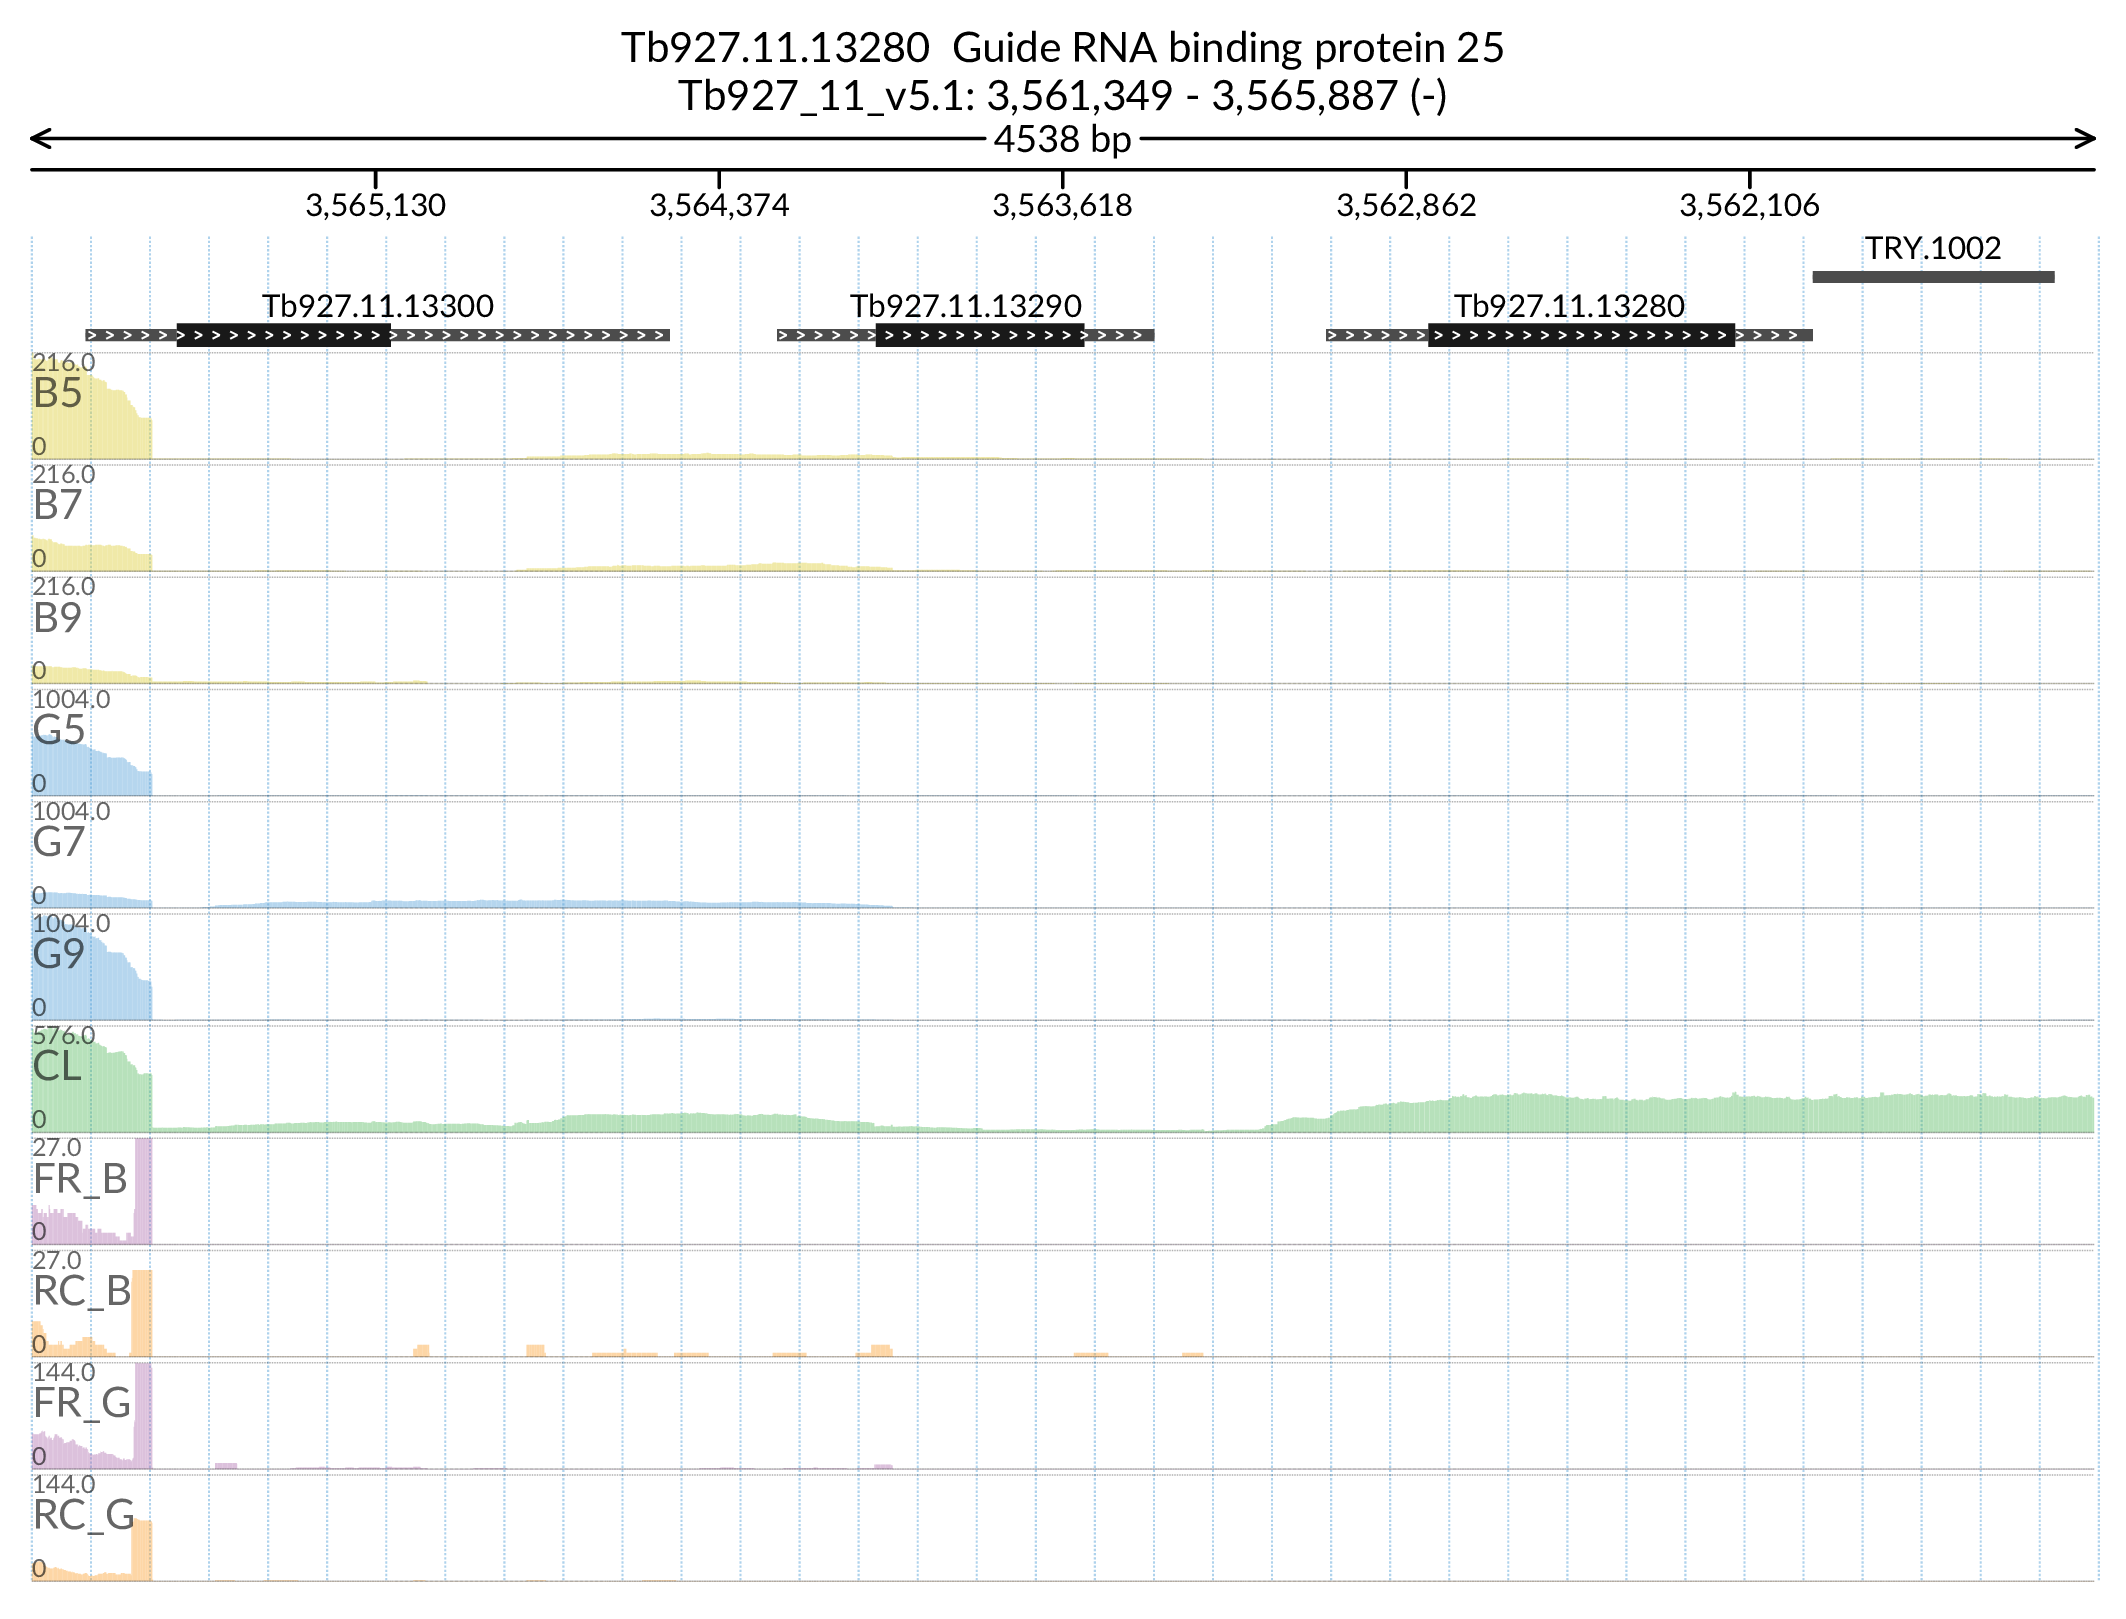 Tb927.11.13280  Guide RNA binding protein 25
Tb927_11_v5.1: 3,561,349 - 3,565,887 (-)
4538 bp
3,565,130 3,564,374 3,563,618 3,562,862 3,562,106
TRY.1002
Tb927.11.13300 Tb927.11.13290 Tb927.11.13280
216.0
B5
0
216.0
B7
0
216.0
B9
0
1004.0
G5
0
1004.0
G7
0
1004.0
G9
0
576.0
CL
0
27.0
FR_B
0
27.0
RC_B
0
144.0
FR_G
0
144.0
RC_G
0